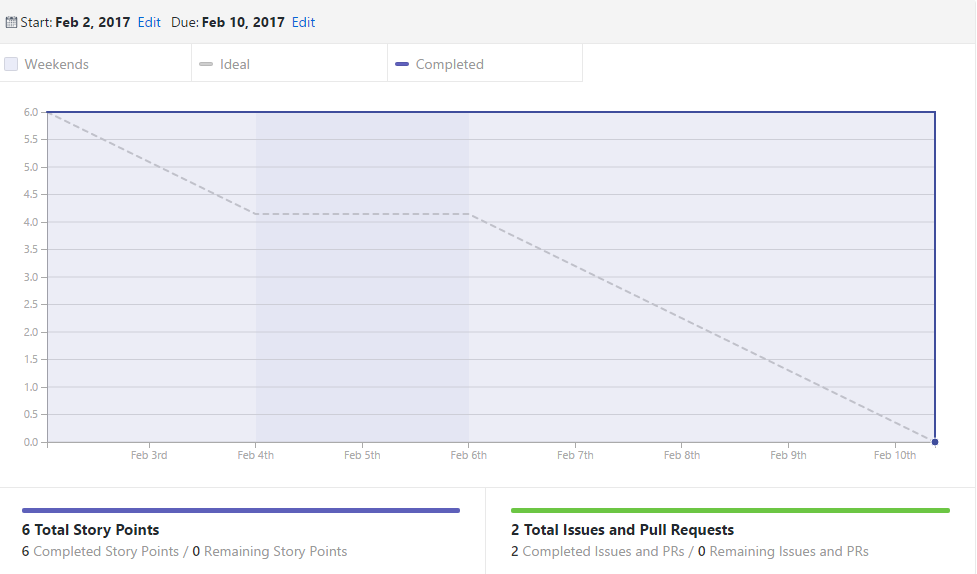 Start: Feb 2, 2017 Edit Due: Feb 10, 2017 Edit
Weekends Ideal Completed
6.0
5.5
5.0
4.5
4.0
3.5
3.0
2.5
2.0
1.5
1.0
0.5
0.0
Feb 3rd Feb 4th Feb 5th Feb 6th Feb 7th Feb 8th Feb 9th Feb 10th
6 Total Story Points
6 Completed Story Points / 0 Remaining Story Points
2 Total Issues and Pull Requests
2 Completed Issues and PRs / 0 Remaining Issues and PRs